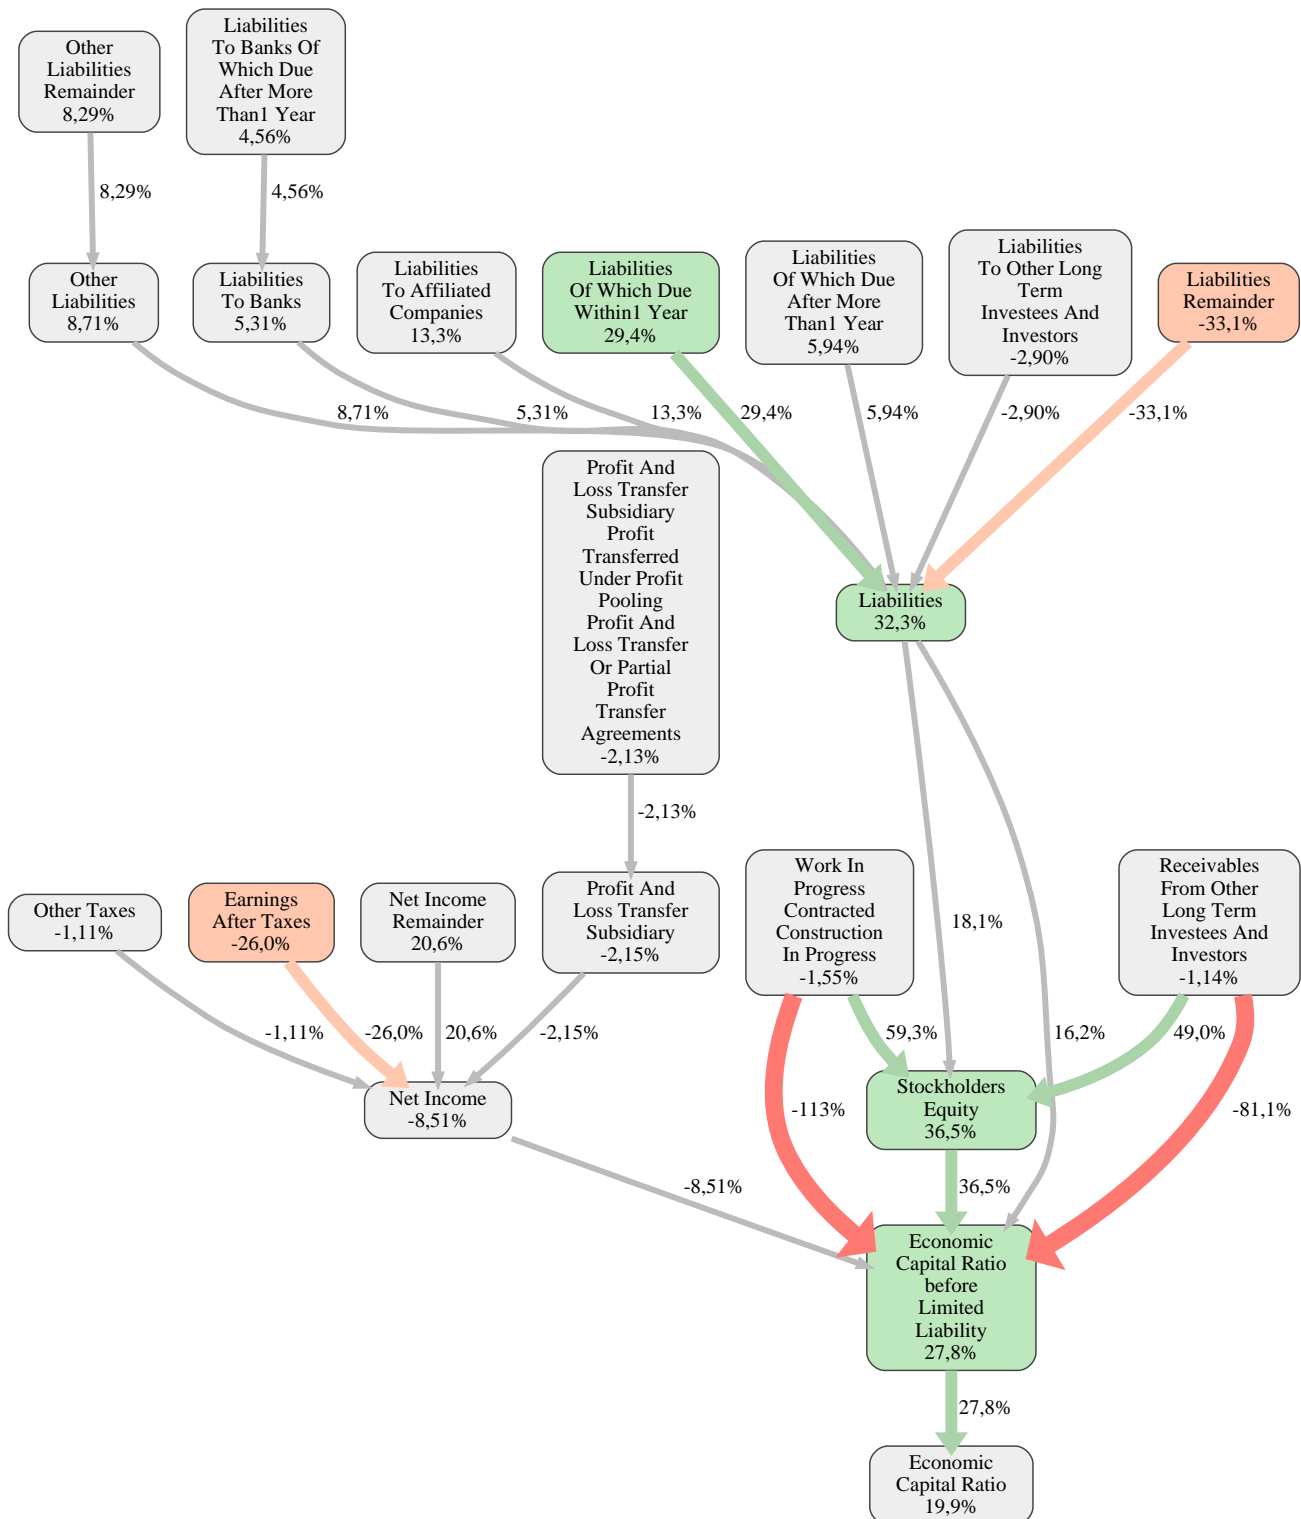 Other
Liabilities
Remainder
8,29%
Liabilities
To Banks Of
Which Due
After More
Than1 Year
4,56%
8,29%
4,56%
Other
Liabilities
8,71%
Liabilities
To Banks
5,31%
Liabilities
To Affiliated
Companies
13,3%
Liabilities
Of Which Due
Within1 Year
29,4%
Liabilities
Of Which Due
After More
Than1 Year
5,94%
Liabilities
To Other Long
Term
Investees And
Investors
-2,90%
Liabilities
Remainder
-33,1%
8,71%
5,31%
13,3%
29,4%
5,94%
-2,90%
-33,1%
Profit And
Loss Transfer
Subsidiary
Profit
Transferred
Under Profit
Pooling
Profit And
Loss Transfer
Or Partial
Profit
Transfer
Agreements
-2,13%
Liabilities
32,3%
-2,13%
Other Taxes
-1,11%
Earnings
After Taxes
-26,0%
Net Income
Remainder
20,6%
Profit And
Loss Transfer
Subsidiary
-2,15%
Work In
Progress
Contracted
Construction
In Progress
-1,55%
18,1%
Receivables
From Other
Long Term
Investees And
Investors
-1,14%
-1,11%
-26,0%
20,6%
-2,15%
59,3%
16,2%
49,0%
Net Income
-8,51%
-113%
Stockholders
Equity
36,5%
-81,1%
-8,51%
36,5%
Economic
Capital Ratio
before
Limited
Liability
27,8%
27,8%
Economic
Capital Ratio
19,9%